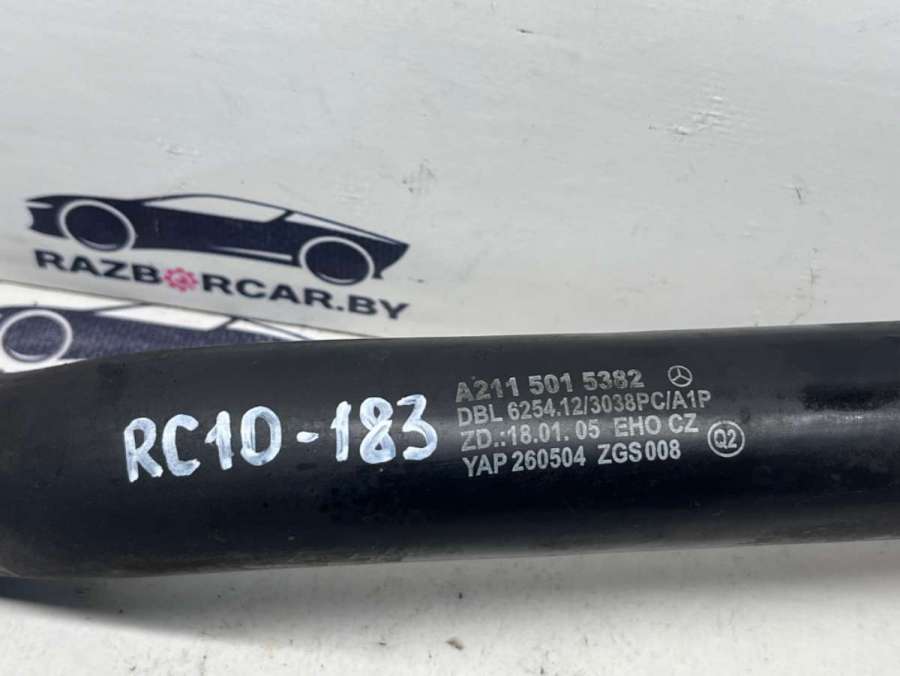 RAZBORCAR.BY
RC10-183
A211 501 5382
DBL 6254.12/3038PC/A1P
ZD.:18.01.05 EHO CZ
YAP 260504 ZGS008
Q2